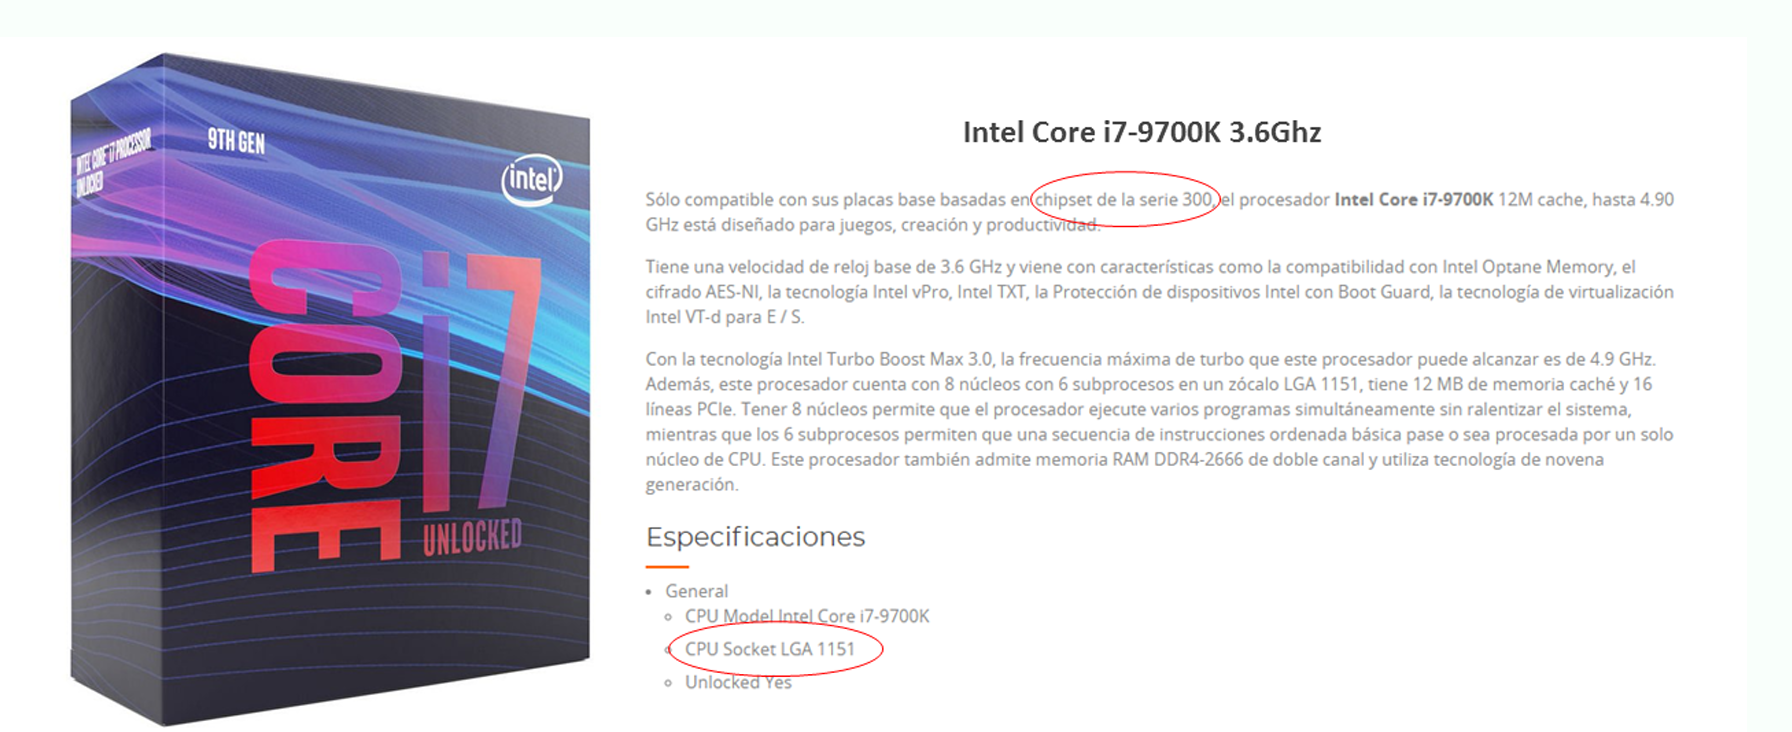 INTEL® CORE™ i7 PROCESSOR
UNLOCKED
9TH GEN
intel
CORE i7
UNLOCKED
Intel Core i7-9700K 3.6Ghz
Sólo compatible con sus placas base basadas en chipset de la serie 300, el procesador Intel Core i7-9700K 12M cache, hasta 4.90
GHz está diseñado para juegos, creación y productividad.
Tiene una velocidad de reloj base de 3.6 GHz y viene con características como la compatibilidad con Intel Optane Memory, el
cifrado AES-NI, la tecnología Intel vPro, Intel TXT, la Protección de dispositivos Intel con Boot Guard, la tecnología de virtualización
Intel VT-d para E / S.
Con la tecnología Intel Turbo Boost Max 3.0, la frecuencia máxima de turbo que este procesador puede alcanzar es de 4.9 GHz.
Además, este procesador cuenta con 8 núcleos con 6 subprocesos en un zócalo LGA 1151, tiene 12 MB de memoria caché y 16
líneas PCIe. Tener 8 núcleos permite que el procesador ejecute varios programas simultáneamente sin ralentizar el sistema,
mientras que los 6 subprocesos permiten que una secuencia de instrucciones ordenada básica pase o sea procesada por un solo
núcleo de CPU. Este procesador también admite memoria RAM DDR4-2666 de doble canal y utiliza tecnología de novena
generación.
Especificaciones
General
CPU Model Intel Core i7-9700K
CPU Socket LGA 1151
Unlocked Yes